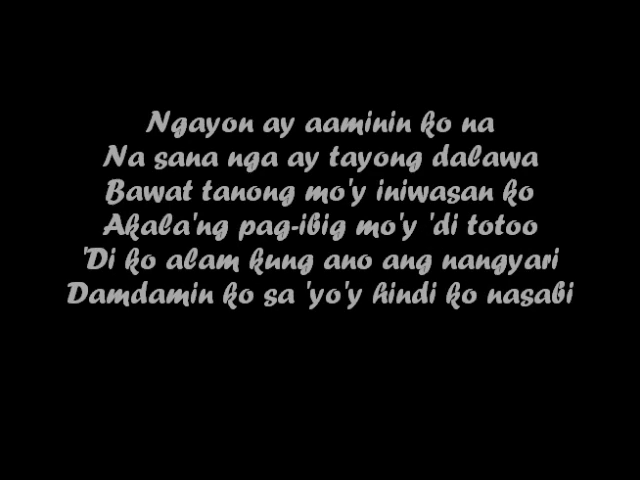 Ngayon ay aaminin ko na
Na sana nga ay tayong dalawa
Bawat tanong mo'y iniwasan ko
Akala'ng pag-ibig mo'y 'di totoo
'Di ko alam kung ano ang nangyari
Damdamin ko sa 'yo'y hindi ko nasabi